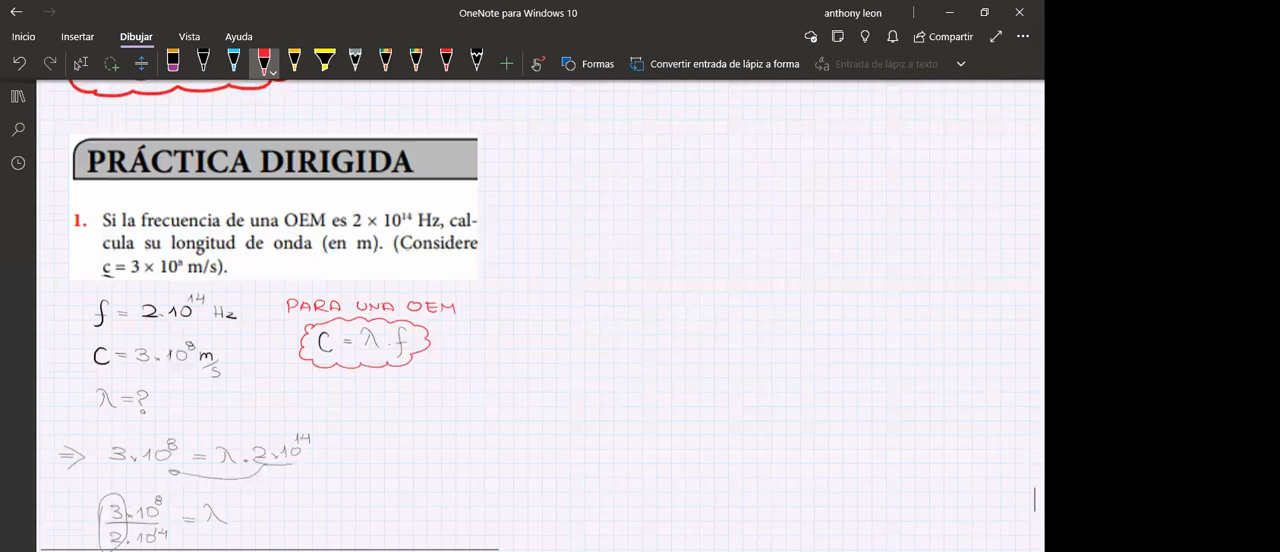 OneNote para Windows 10
anthony leon
Inicio
Insertar
Dibujar
Vista
Ayuda
Compartir
Formas
Convertir entrada de lápiz a forma
Entrada de lápiz a texto
PRÁCTICA DIRIGIDA
1. Si la frecuencia de una OEM es 2 × 10¹⁴ Hz, cal-
cula su longitud de onda (en m). (Considere
c = 3 × 10⁸ m/s).
f = 2.10¹⁴ Hz
PARA UNA OEM
C = λ . f
C = 3×10⁸ m/s
λ = ?
⇒ 3×10⁸ = λ . 2×10¹⁴
3×10⁸ / 2.10¹⁴ = λ